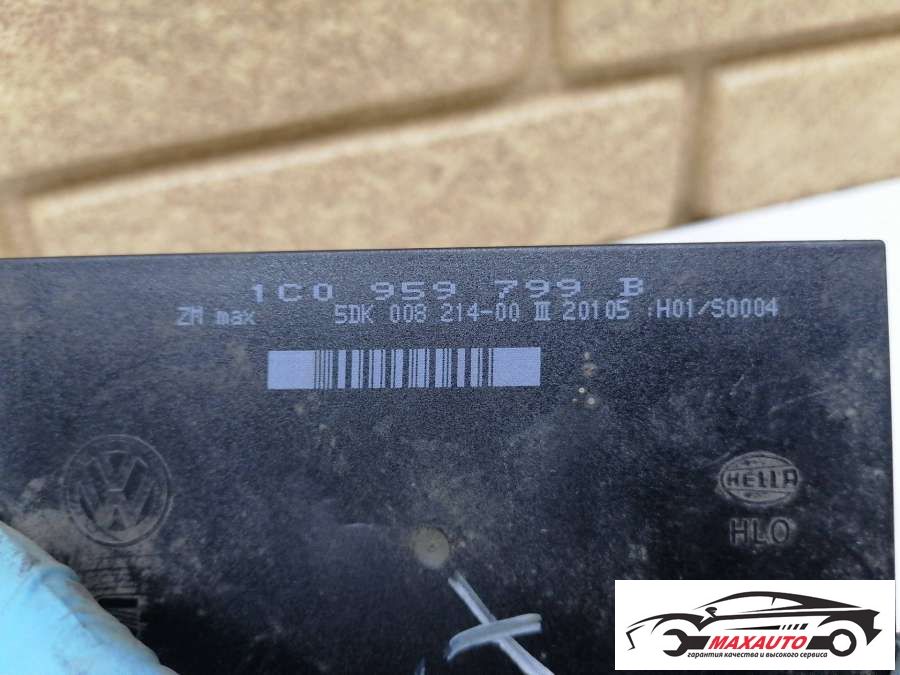 1C0 959 799 B
ZM max 5DK 008 214-00 III 20105 :H01/S0004
VW
HELLA
HLO
MAXAUTO
гарантия качества и высокого сервиса